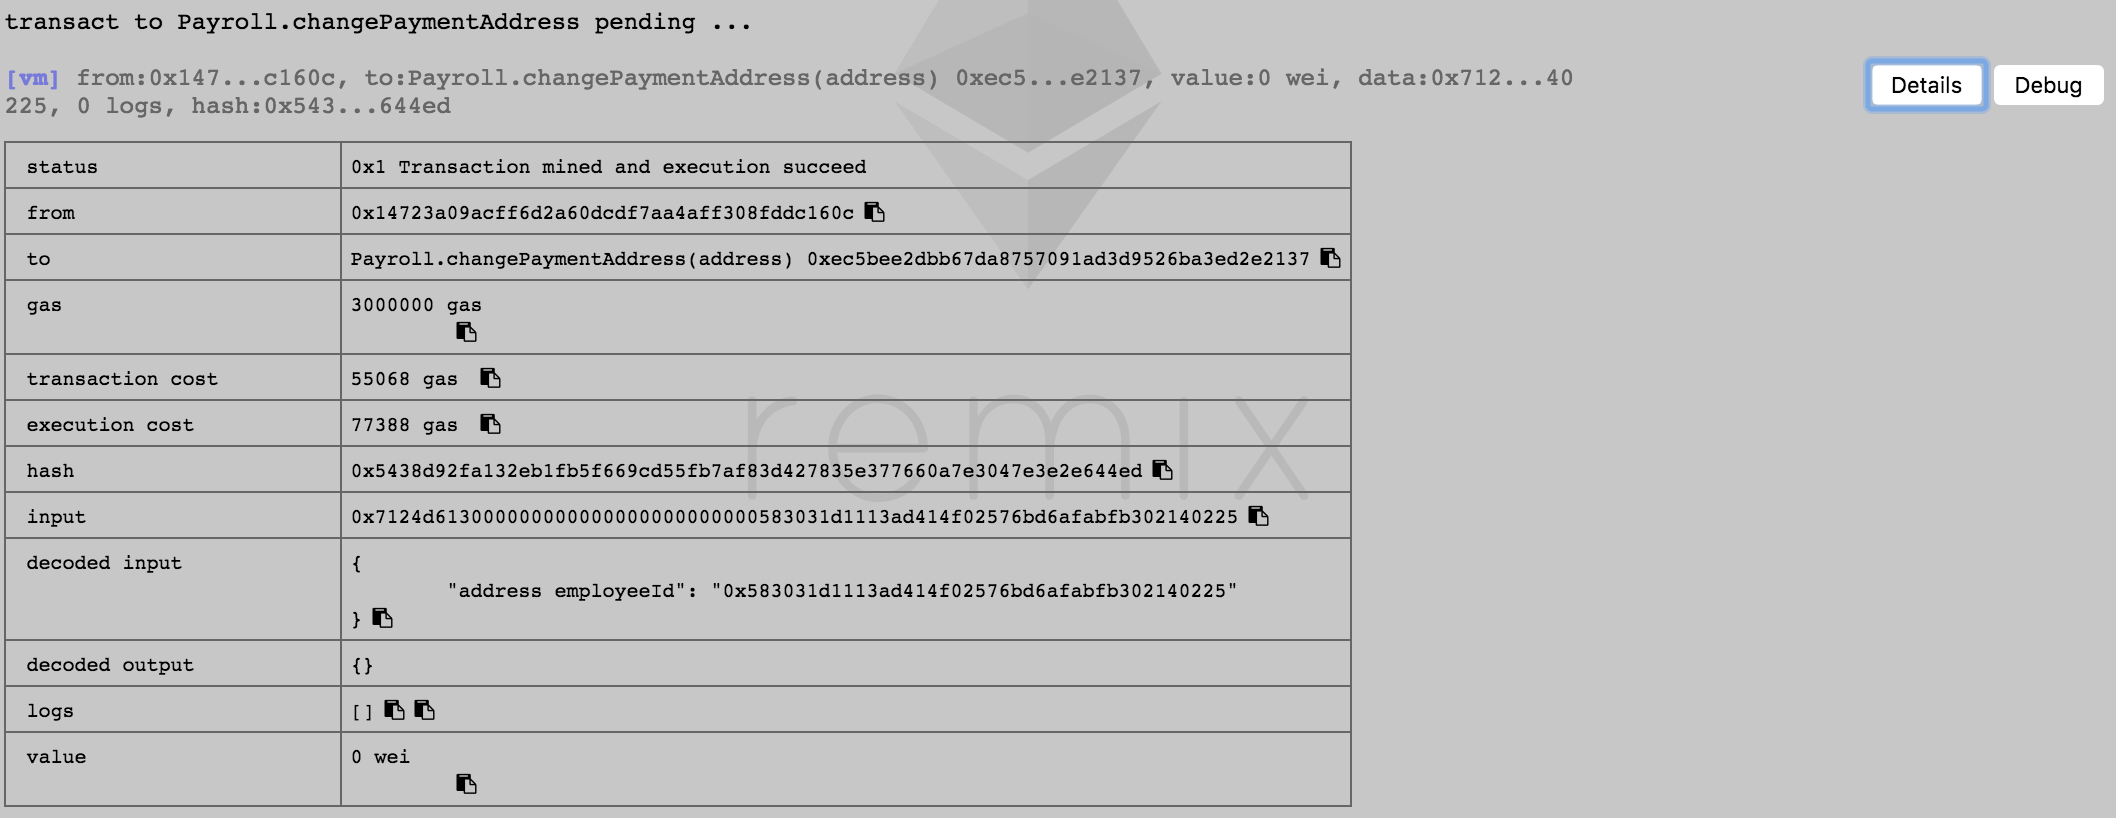 transact to Payroll.changePaymentAddress pending ...
[vm] from:0x147...c160c, to:Payroll.changePaymentAddress(address) 0xec5...e2137, value:0 wei, data:0x712...40
225, 0 logs, hash:0x543...644ed
Details
Debug
status 0x1 Transaction mined and execution succeed
from 0x14723a09acff6d2a60dcdf7aa4aff308fddc160c
to Payroll.changePaymentAddress(address) 0xec5bee2dbb67da8757091ad3d9526ba3ed2e2137
gas 3000000 gas
transaction cost 55068 gas
execution cost 77388 gas
hash 0x5438d92fa132eb1fb5f669cd55fb7af83d427835e377660a7e3047e3e2e644ed
input 0x7124d613000000000000000000000000583031d1113ad414f02576bd6afabfb302140225
decoded input {
"address employeeId": "0x583031d1113ad414f02576bd6afabfb302140225"
}
decoded output {}
logs []
value 0 wei
remix